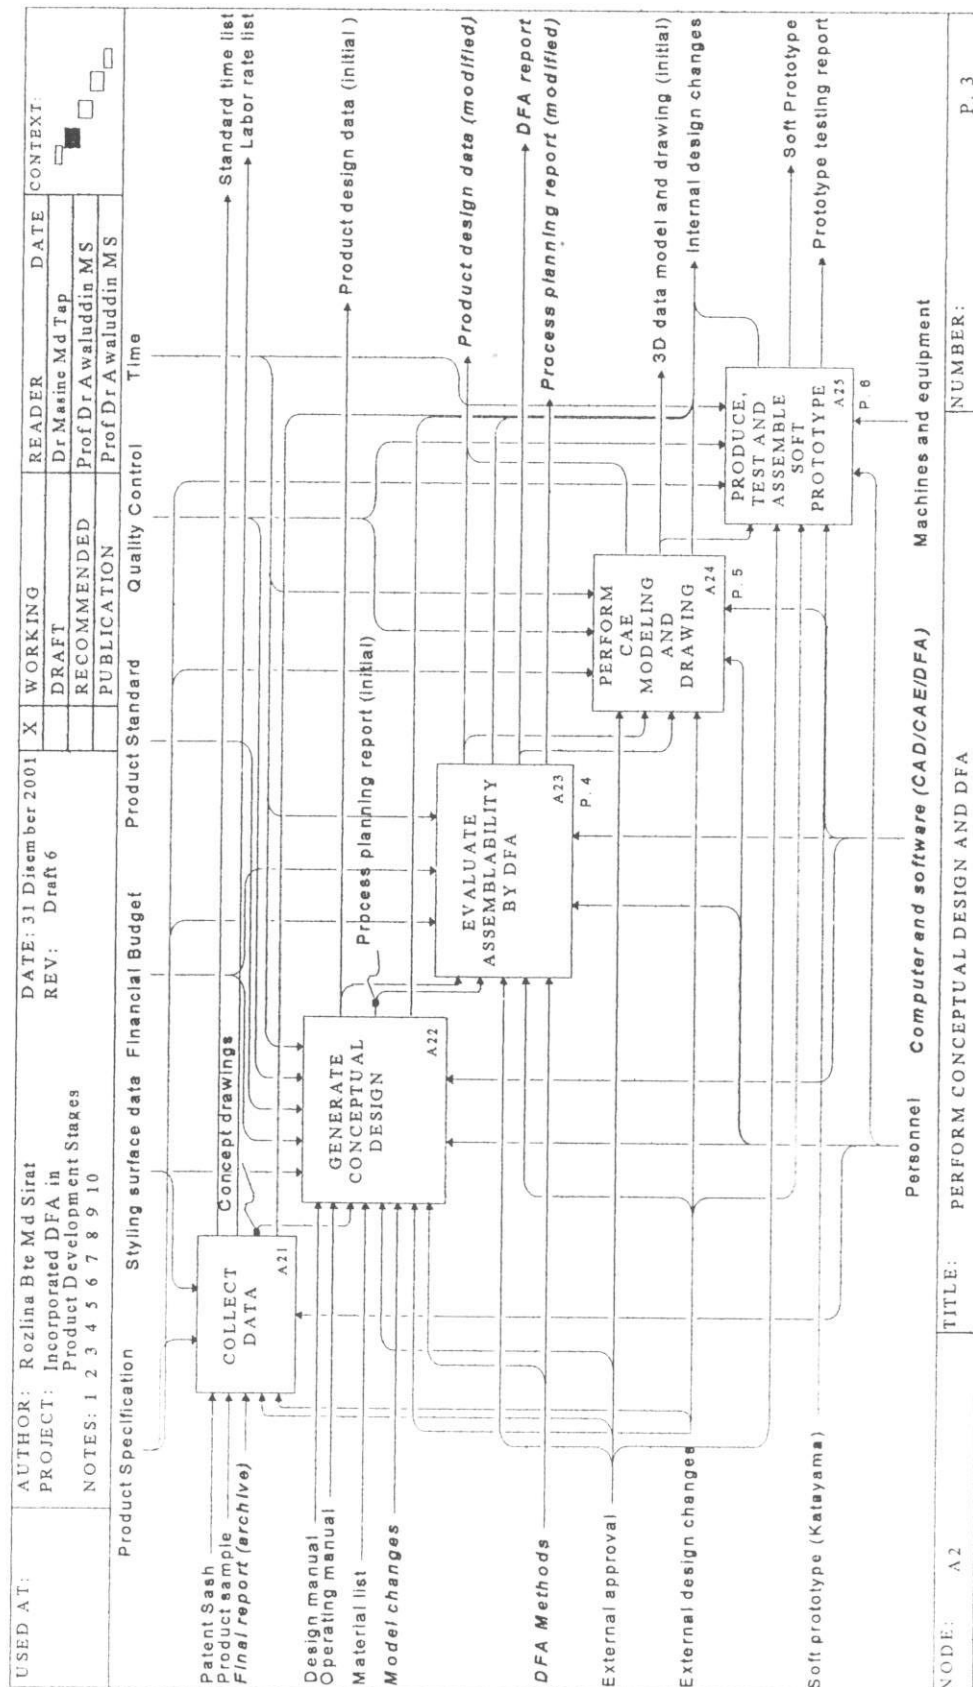 USED AT:
AUTHOR: Rozlina Bte Md Sirat
PROJECT: Incorporated DFA in
Product Development Stages
NOTES: 1 2 3 4 5 6 7 8 9 10
DATE: 31 Disember 2001
REV: Draft 6
X WORKING
DRAFT
RECOMMENDED
PUBLICATION
READER DATE
Dr Masine Md Tap
Prof Dr Awaluddin MS
Prof Dr Awaluddin MS
CONTEXT:
Product Specification
Styling surface data
Financial Budget
Product Standard
Quality Control
Time
Patent Sash
Product sample
Final report (archive)
Design manual
Operating manual
Material list
Model changes
DFA Methods
External approval
External design changes
Soft prototype (Katayama)
COLLECT
DATA
A21
Concept drawings
GENERATE
CONCEPTUAL
DESIGN
A22
Process planning report (initial)
EVALUATE
ASSEMBLABILITY
BY DFA
A23
P. 4
PERFORM
CAE
MODELING
AND
DRAWING
A24
P. 5
PRODUCE,
TEST AND
ASSEMBLE
SOFT
PROTOTYPE
A25
P. 6
Standard time list
Labor rate list
Product design data (initial)
Product design data (modified)
DFA report
Process planning report (modified)
3D data model and drawing (initial)
Internal design changes
Soft Prototype
Prototype testing report
Personnel
Computer and software (CAD/CAE/DFA)
Machines and equipment
NODE: A2
TITLE: PERFORM CONCEPTUAL DESIGN AND DFA
NUMBER: P. 3